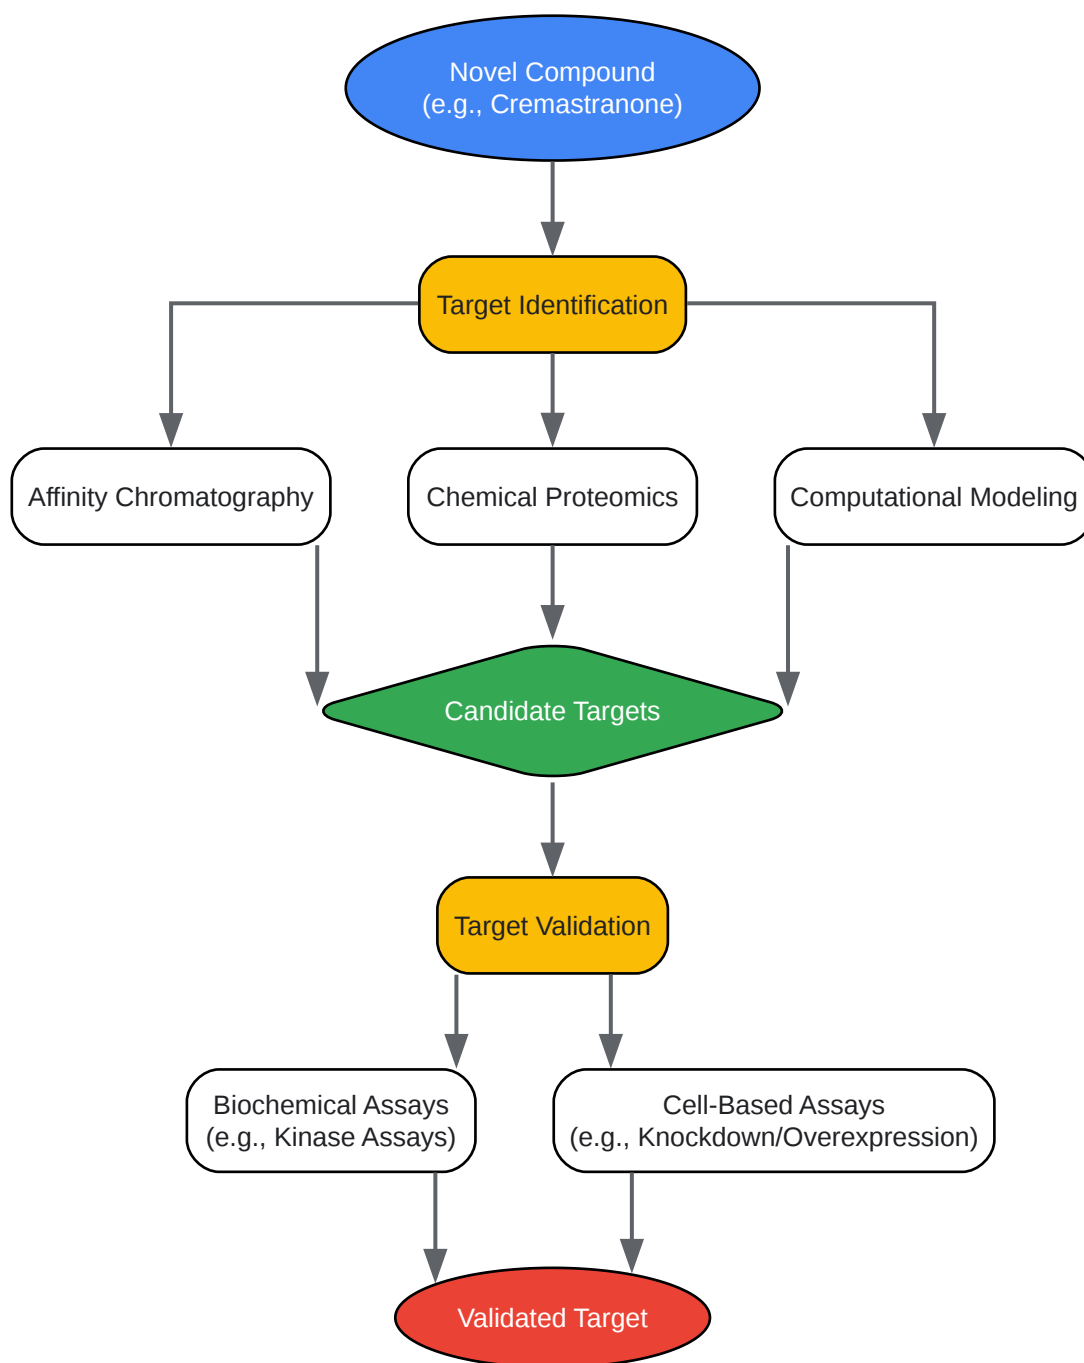 Novel Compound
(e.g., Cremastranone)
Target Identification
Affinity Chromatography
Chemical Proteomics
Computational Modeling
Candidate Targets
Target Validation
Biochemical Assays
(e.g., Kinase Assays)
Cell-Based Assays
(e.g., Knockdown/Overexpression)
Validated Target